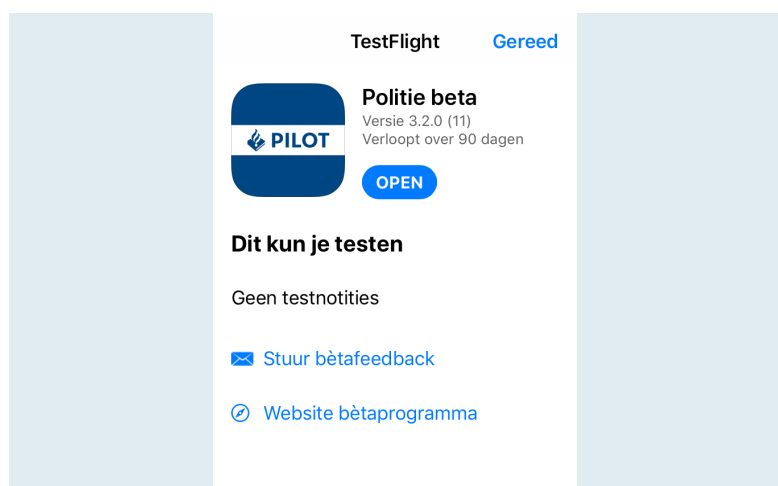 TestFlight Gereed
PILOT
Politie beta
Versie 3.2.0 (11)
Verloopt over 90 dagen
OPEN
Dit kun je testen
Geen testnotities
Stuur bètafeedback
Website bètaprogramma